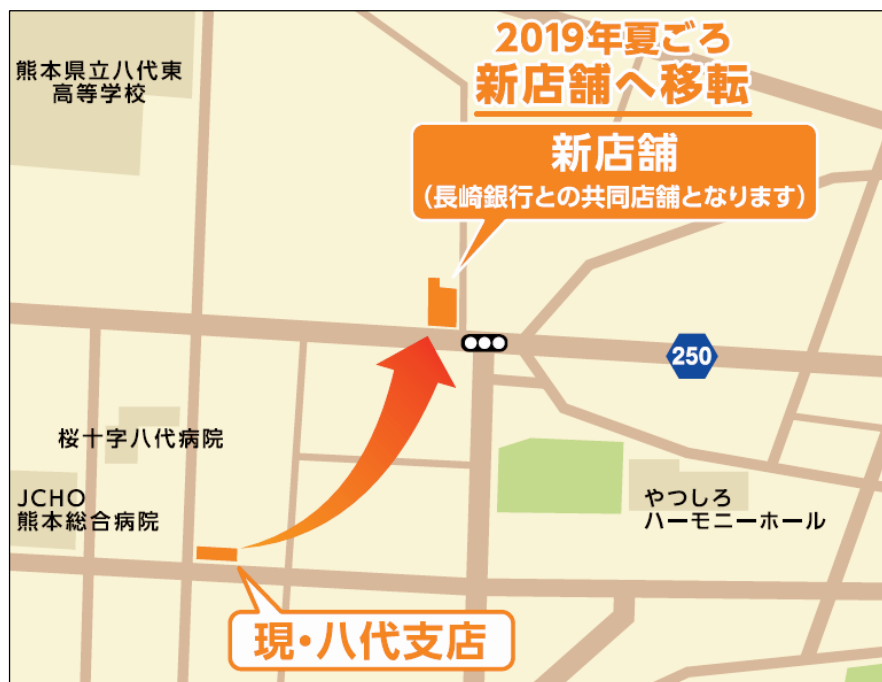 2019年夏ごろ
新店舗へ移転
熊本県立八代東
高等学校
新店舗
(長崎銀行との共同店舗となります)
250
桜十字八代病院
JCHO
熊本総合病院
やつしろ
ハーモニーホール
現・八代支店